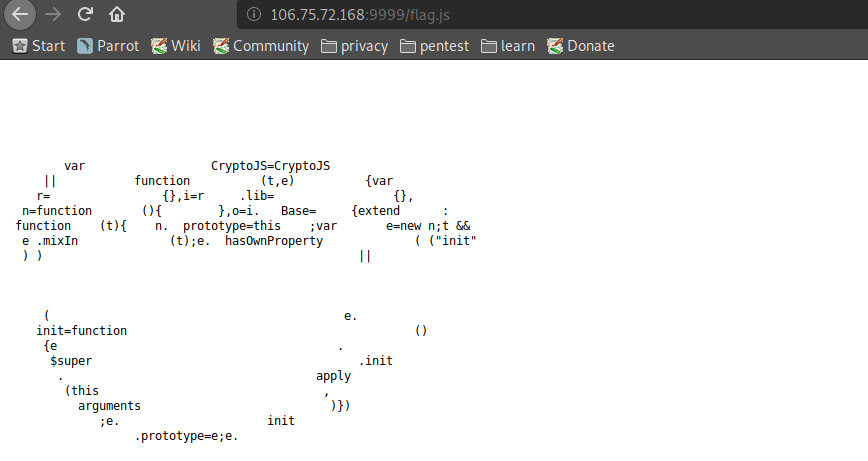 106.75.72.168:9999/flag.js
Start Parrot Wiki Community privacy pentest learn Donate
var CryptoJS=CryptoJS
|| function (t,e) {var
r= {},i=r .lib= {},
n=function (){ },o=i. Base= {extend :
function (t){ n. prototype=this ;var e=new n;t &&
e .mixIn (t);e. hasOwnProperty ( ("init"
) ) ||
( e.
init=function ()
{e .
$super .init
. apply
(this ,
arguments )})
;e. init
.prototype=e;e.